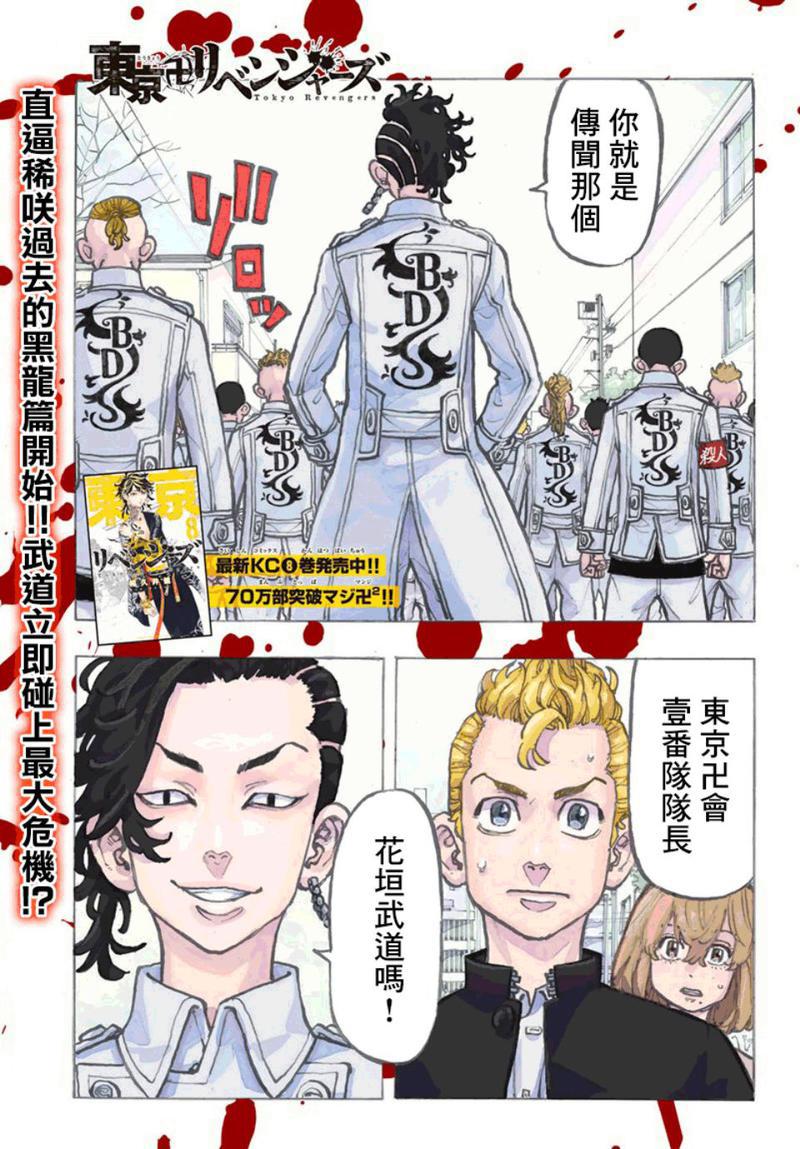 東京卍リベンジャーズ
Tokyo Revengers
直逼稀咲過去的黑龍篇開始!!武道立即碰上最大危機!?
你就是
傳聞那個
ゾロッ
BDS
BDS
BDS
BDS
殺人
東京
8
リベンジャーズ
最新KC8巻発売中!!
70万部突破マジ卍²!!
東京卍會
壹番隊隊長
花垣武道嗎!